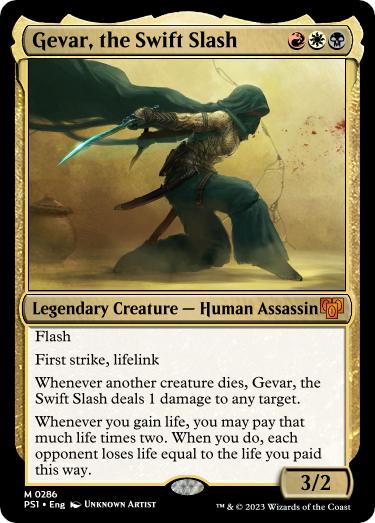 Gevar, the Swift Slash
Legendary Creature — Human Assassin
Flash
First strike, lifelink
Whenever another creature dies, Gevar, the
Swift Slash deals 1 damage to any target.
Whenever you gain life, you may pay that
much life times two. When you do, each
opponent loses life equal to the life you paid
this way.
3/2
M 0286
PS1 • Eng Unknown Artist
™ & © 2023 Wizards of the Coast